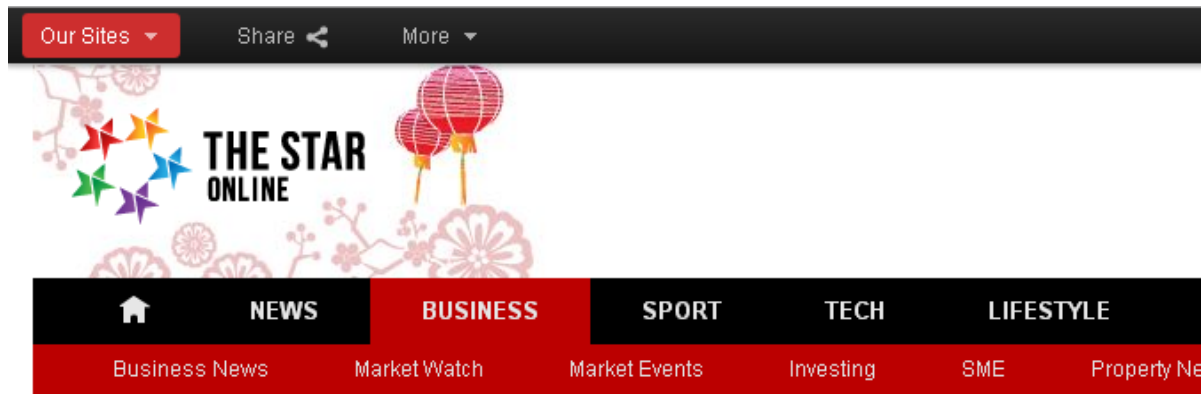 Our Sites Share More
THE STAR
ONLINE
NEWS BUSINESS SPORT TECH LIFESTYLE
Business News Market Watch Market Events Investing SME Property